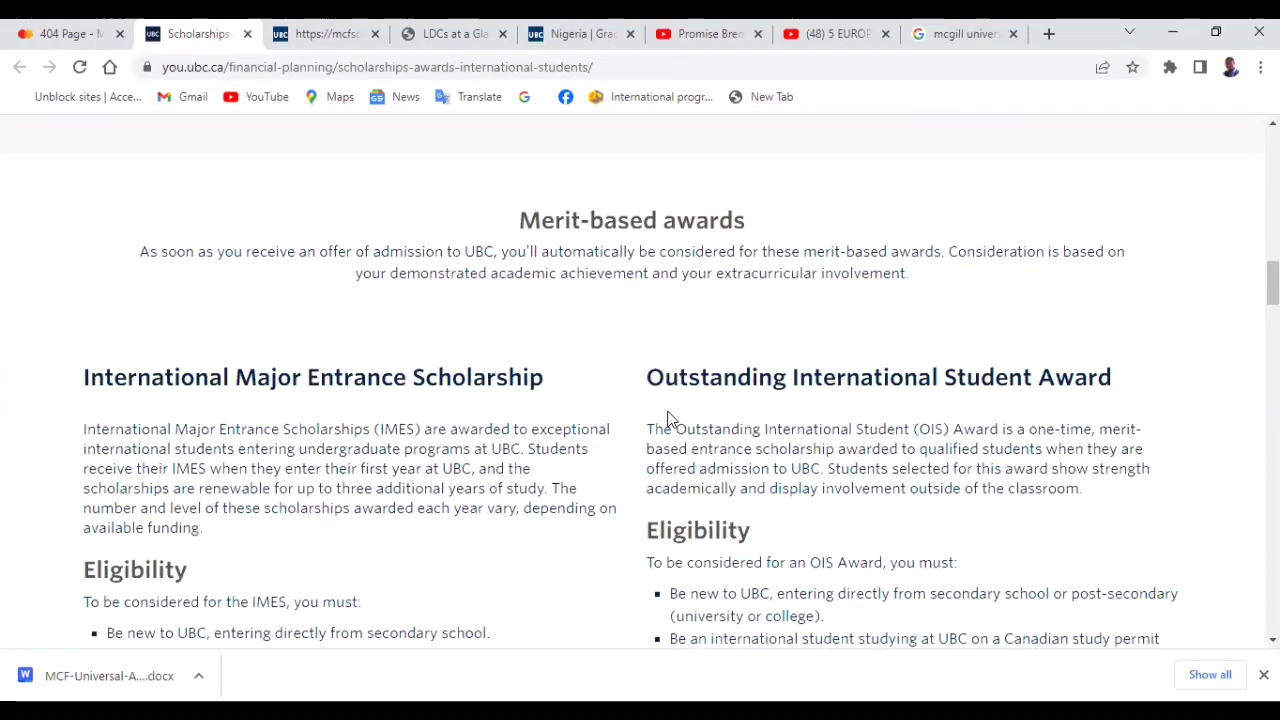 404 Page - M
Scholarships
https://mcfsc
LDCs at a Gla
Nigeria | Grac
Promise Bren
(48) 5 EUROP
mcgill univers
you.ubc.ca/financial-planning/scholarships-awards-international-students/
Unblock sites | Acce...
Gmail
YouTube
Maps
News
Translate
International progr...
New Tab
Merit-based awards
As soon as you receive an offer of admission to UBC, you'll automatically be considered for these merit-based awards. Consideration is based on
your demonstrated academic achievement and your extracurricular involvement.
International Major Entrance Scholarship
International Major Entrance Scholarships (IMES) are awarded to exceptional
international students entering undergraduate programs at UBC. Students
receive their IMES when they enter their first year at UBC, and the
scholarships are renewable for up to three additional years of study. The
number and level of these scholarships awarded each year vary, depending on
available funding.
Eligibility
To be considered for the IMES, you must:
▪ Be new to UBC, entering directly from secondary school.
Outstanding International Student Award
The Outstanding International Student (OIS) Award is a one-time, merit-
based entrance scholarship awarded to qualified students when they are
offered admission to UBC. Students selected for this award show strength
academically and display involvement outside of the classroom.
Eligibility
To be considered for an OIS Award, you must:
▪ Be new to UBC, entering directly from secondary school or post-secondary
(university or college).
▪ Be an international student studying at UBC on a Canadian study permit
MCF-Universal-A....docx
Show all